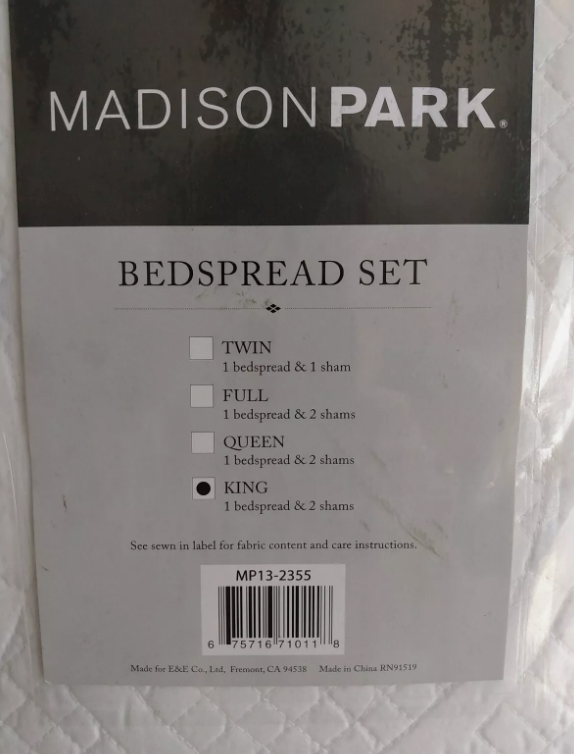 MADISONPARK®
BEDSPREAD SET
TWIN
1 bedspread & 1 sham
FULL
1 bedspread & 2 shams
QUEEN
1 bedspread & 2 shams
KING
1 bedspread & 2 shams
See sewn in label for fabric content and care instructions.
MP13-2355
6 75716 71011 8
Made for E&E Co., Ltd, Fremont, CA 94538 Made in China RN91519